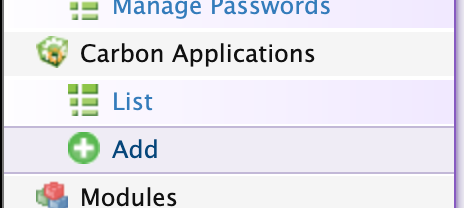 Manage Passwords
Carbon Applications
List
Add
Modules